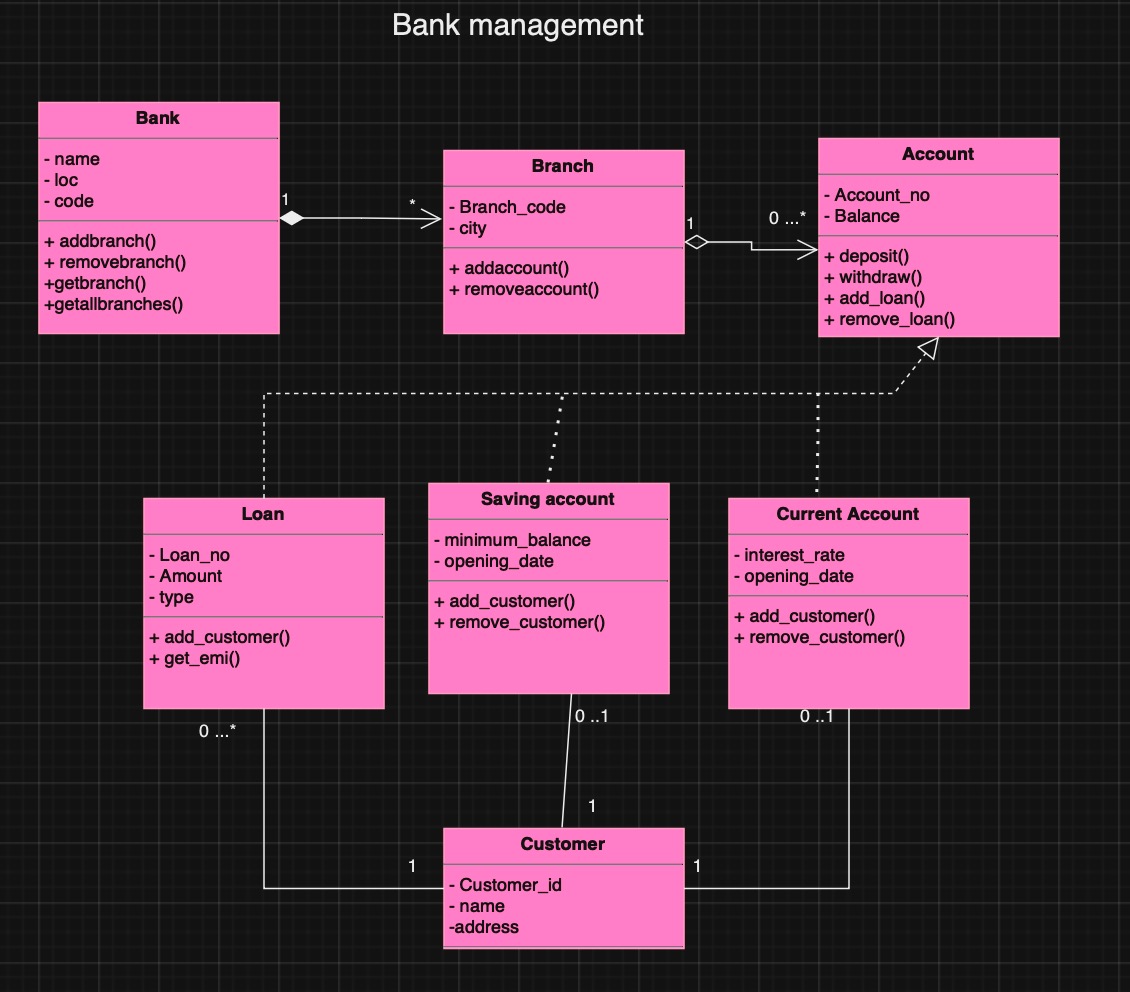 Bank management
Bank
- name
- loc
- code
+ addbranch()
+ removebranch()
+getbranch()
+getallbranches()
1
*
Branch
- Branch_code
- city
+ addaccount()
+ removeaccount()
1
0 ...*
Account
- Account_no
- Balance
+ deposit()
+ withdraw()
+ add_loan()
+ remove_loan()
Loan
- Loan_no
- Amount
- type
+ add_customer()
+ get_emi()
Saving account
- minimum_balance
- opening_date
+ add_customer()
+ remove_customer()
Current Account
- interest_rate
- opening_date
+ add_customer()
+ remove_customer()
0 ...*
0 ..1
0 ..1
1
1
1
Customer
- Customer_id
- name
-address